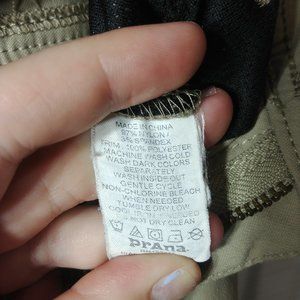 MADE IN CHINA
97% NYLON/
3% SPANDEX
TRIM: 100% POLYESTER
MACHINE WASH COLD
WASH DARK COLORS
SEPARATELY
WASH INSIDE OUT
GENTLE CYCLE
NON-CHLORINE BLEACH
WHEN NEEDED
TUMBLE DRY LOW
COOL IRON
DO NOT DRY CLEAN
PrAna